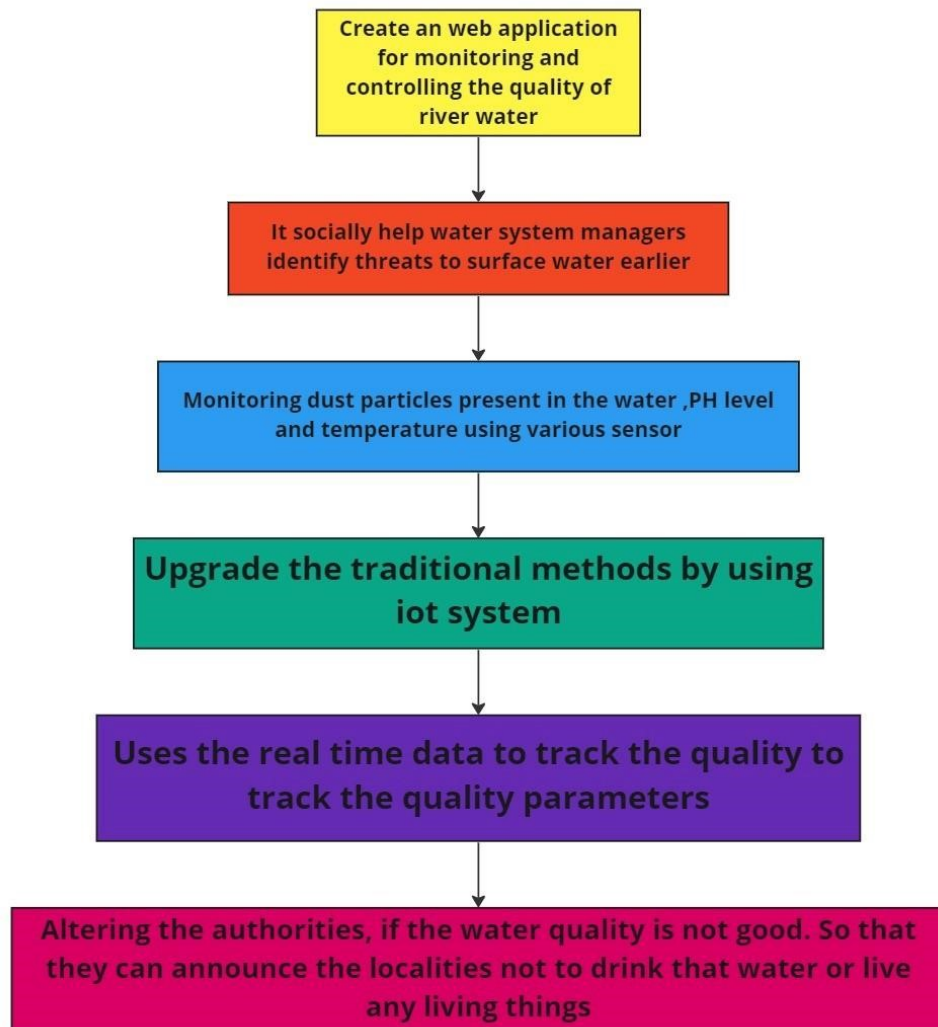 Create an web application
for monitoring and
controlling the quality of
river water
It socially help water system managers
identify threats to surface water earlier
Monitoring dust particles present in the water ,PH level
and temperature using various sensor
Upgrade the traditional methods by using
iot system
Uses the real time data to track the quality to
track the quality parameters
Altering the authorities, if the water quality is not good. So that
they can announce the localities not to drink that water or live
any living things